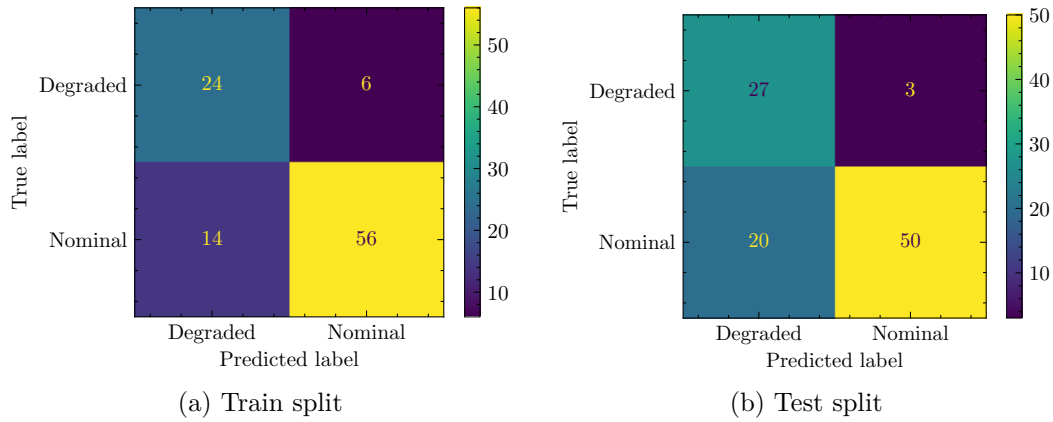 Degraded
Nominal
True label
24
6
14
56
Degraded
Nominal
Predicted label
50
40
30
20
10
(a) Train split
Degraded
Nominal
True label
27
3
20
50
Degraded
Nominal
Predicted label
50
40
30
20
10
(b) Test split